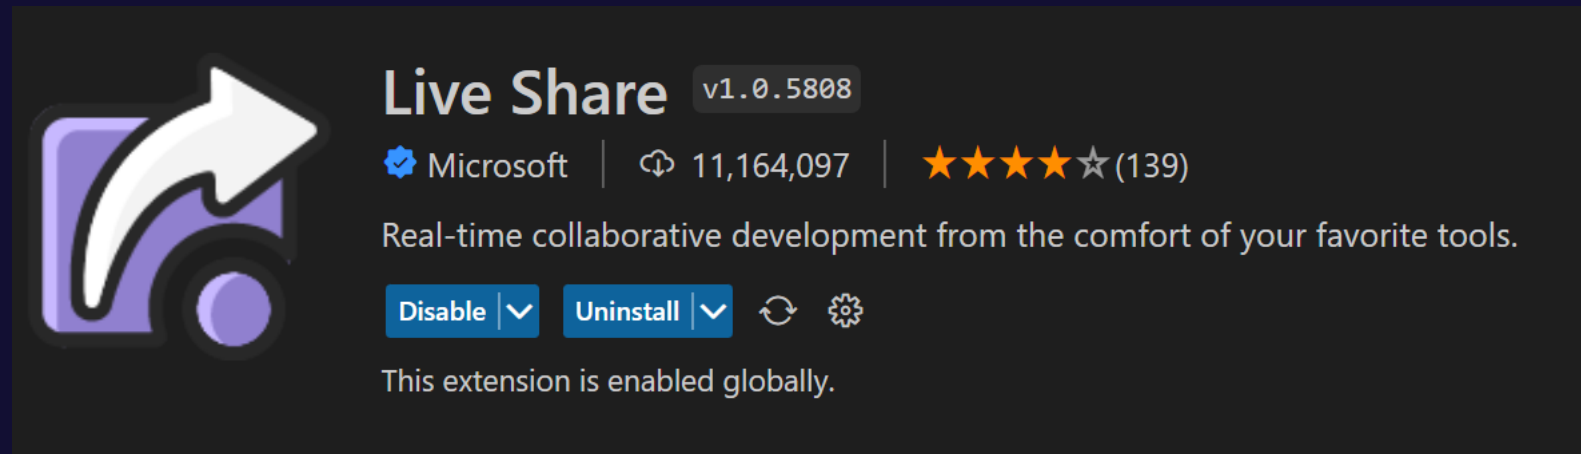 Live Share v1.0.5808
Microsoft 11,164,097 (139)
Real-time collaborative development from the comfort of your favorite tools.
Disable Uninstall
This extension is enabled globally.